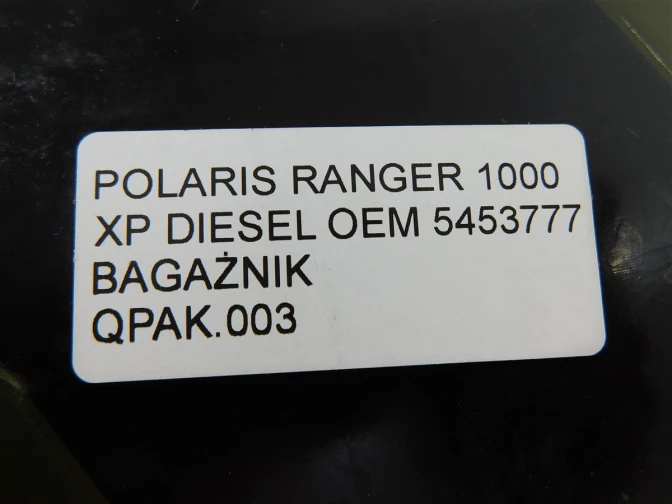 POLARIS RANGER 1000
XP DIESEL OEM 5453777
BAGAŻNIK
QPAK.003